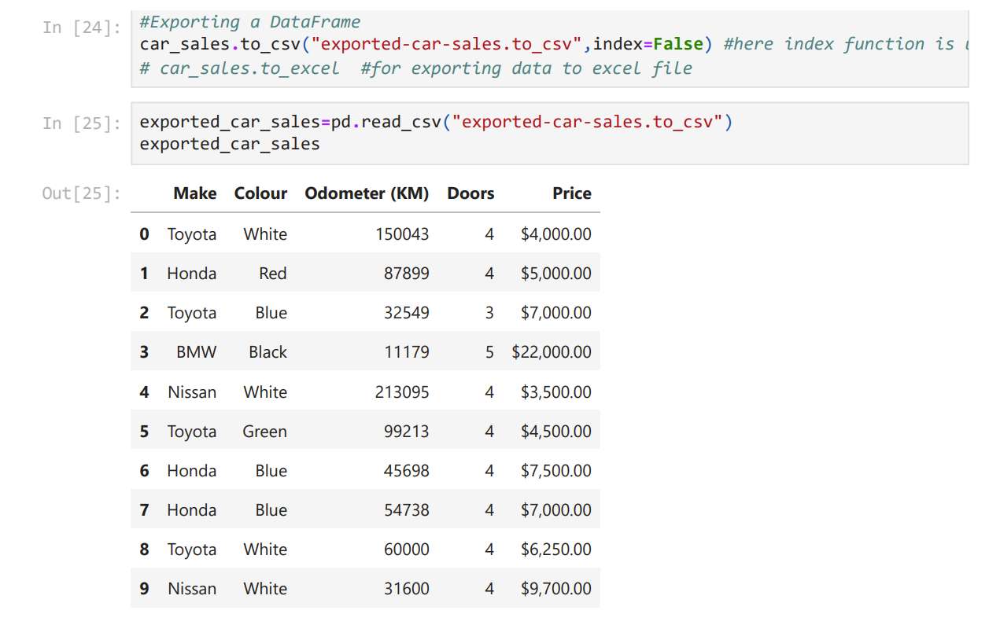 In [24]:
#Exporting a DataFrame
car_sales.to_csv("exported-car-sales.to_csv",index=False) #here index function is
# car_sales.to_excel  #for exporting data to excel file
In [25]:
exported_car_sales=pd.read_csv("exported-car-sales.to_csv")
exported_car_sales
Out[25]:
Make Colour Odometer (KM) Doors Price
0 Toyota White 150043 4 $4,000.00
1 Honda Red 87899 4 $5,000.00
2 Toyota Blue 32549 3 $7,000.00
3 BMW Black 11179 5 $22,000.00
4 Nissan White 213095 4 $3,500.00
5 Toyota Green 99213 4 $4,500.00
6 Honda Blue 45698 4 $7,500.00
7 Honda Blue 54738 4 $7,000.00
8 Toyota White 60000 4 $6,250.00
9 Nissan White 31600 4 $9,700.00